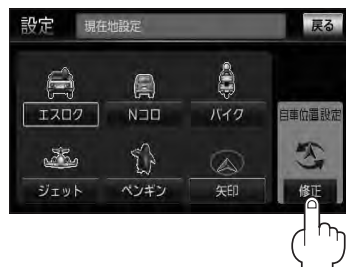 設定 現在地設定 戻る
エスロク Nコロ バイク
自車位置設定
ジェット ペンギン 矢印 修正